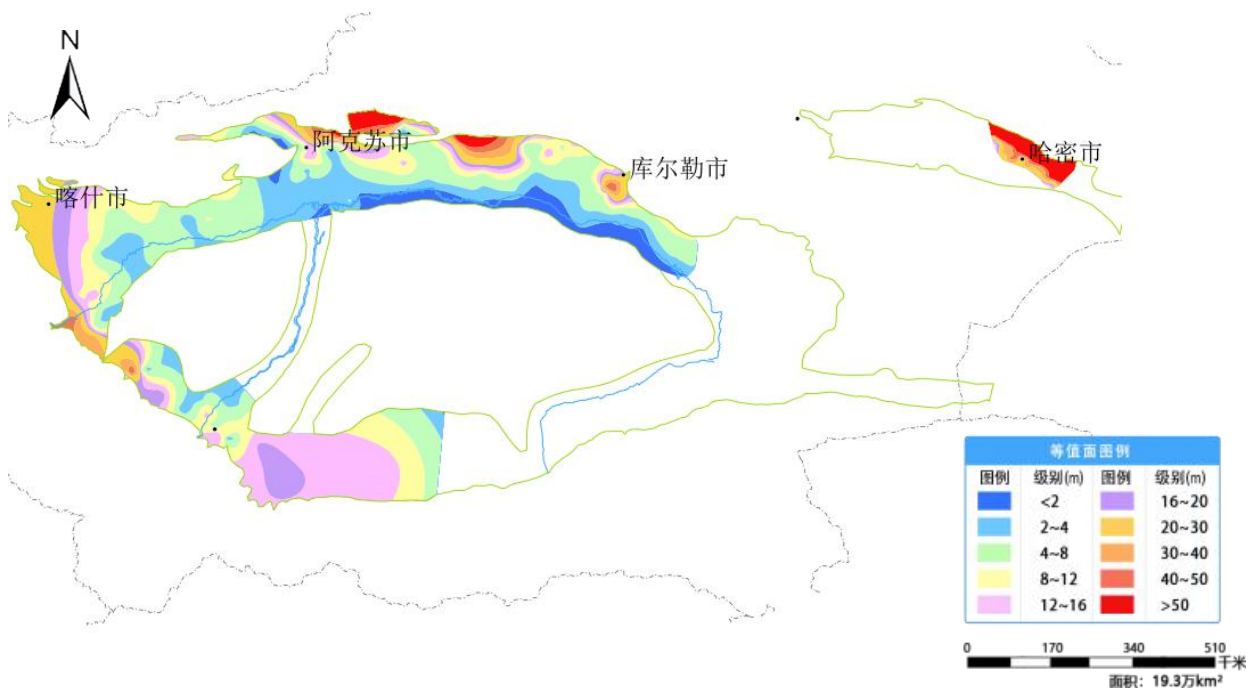 N
阿克苏市
哈密市
库尔勒市
喀什市
等值面图例
图例 级别(m) 图例 级别(m)
<2 16~20
2~4 20~30
4~8 30~40
8~12 40~50
12~16 >50
0 170 340 510
千米
面积：19.3万km²